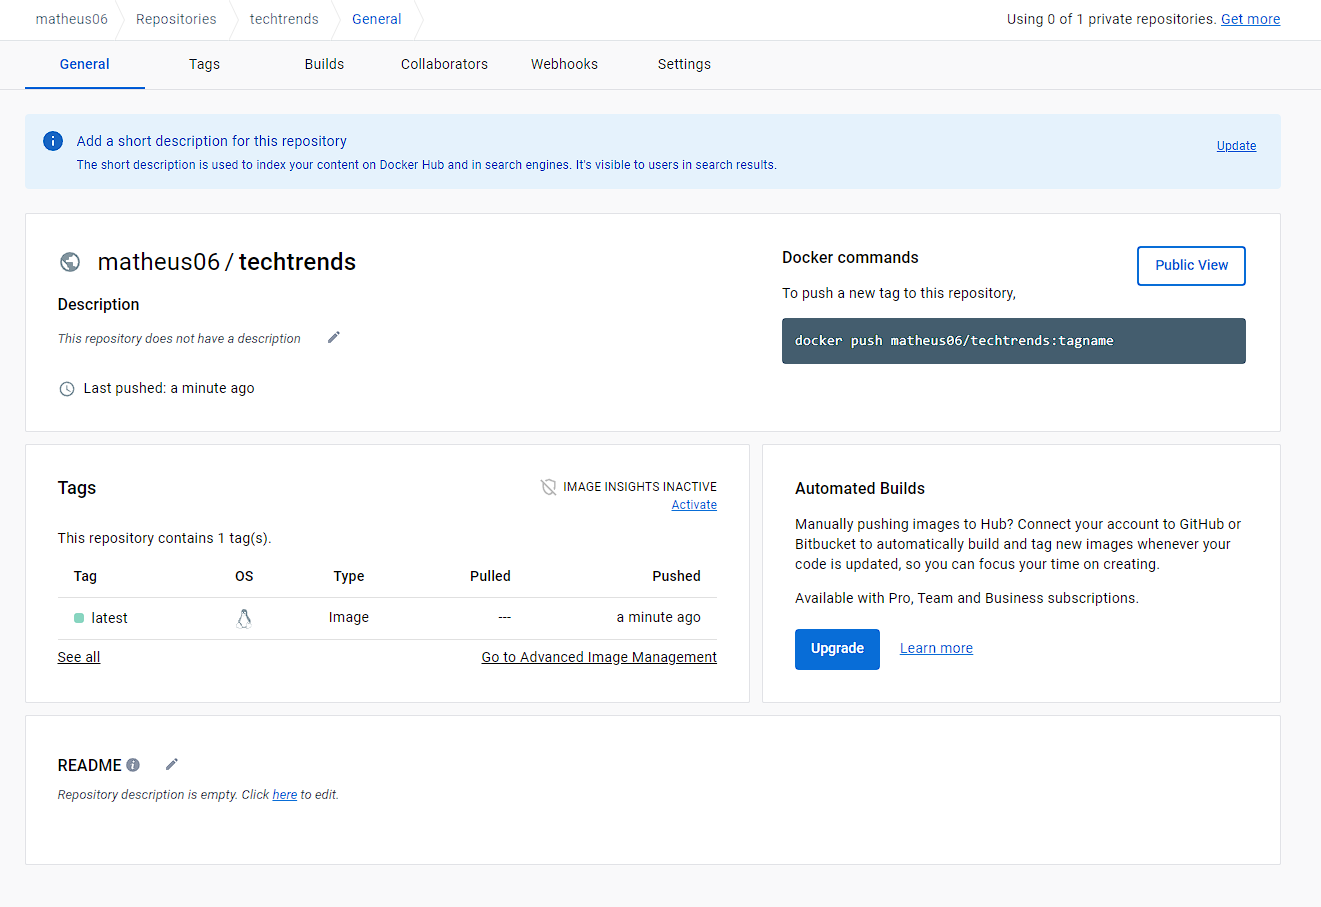 matheus06 Repositories techtrends General Using 0 of 1 private repositories. Get more
General Tags Builds Collaborators Webhooks Settings
Add a short description for this repository
The short description is used to index your content on Docker Hub and in search engines. It's visible to users in search results.
Update
matheus06 / techtrends
Description
This repository does not have a description
Last pushed: a minute ago
Docker commands
Public View
To push a new tag to this repository,
docker push matheus06/techtrends:tagname
Tags
IMAGE INSIGHTS INACTIVE
Activate
This repository contains 1 tag(s).
Tag OS Type Pulled Pushed
latest Image --- a minute ago
See all Go to Advanced Image Management
Automated Builds
Manually pushing images to Hub? Connect your account to GitHub or
Bitbucket to automatically build and tag new images whenever your
code is updated, so you can focus your time on creating.
Available with Pro, Team and Business subscriptions.
Upgrade Learn more
README
Repository description is empty. Click here to edit.